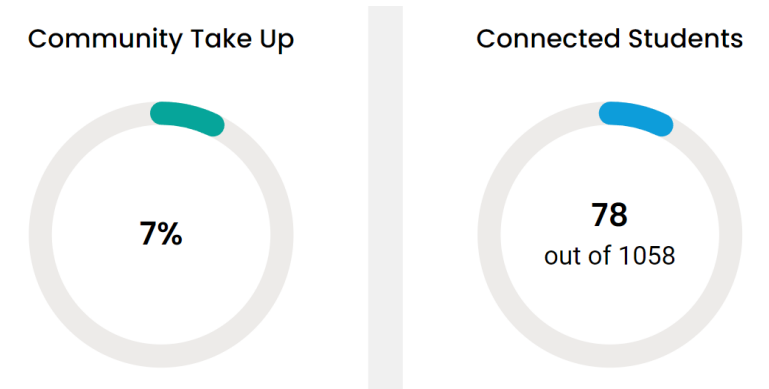 Community Take Up
7%
Connected Students
78
out of 1058